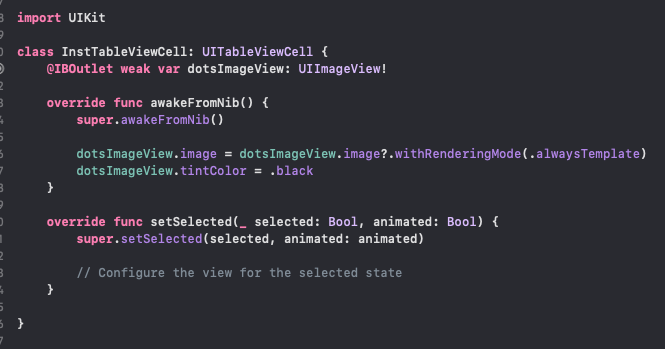 import UIKit
class InstTableViewCell: UITableViewCell {
@IBOutlet weak var dotsImageView: UIImageView!
override func awakeFromNib() {
super.awakeFromNib()
dotsImageView.image = dotsImageView.image?.withRenderingMode(.alwaysTemplate)
dotsImageView.tintColor = .black
}
override func setSelected(_ selected: Bool, animated: Bool) {
super.setSelected(selected, animated: animated)
// Configure the view for the selected state
}
}